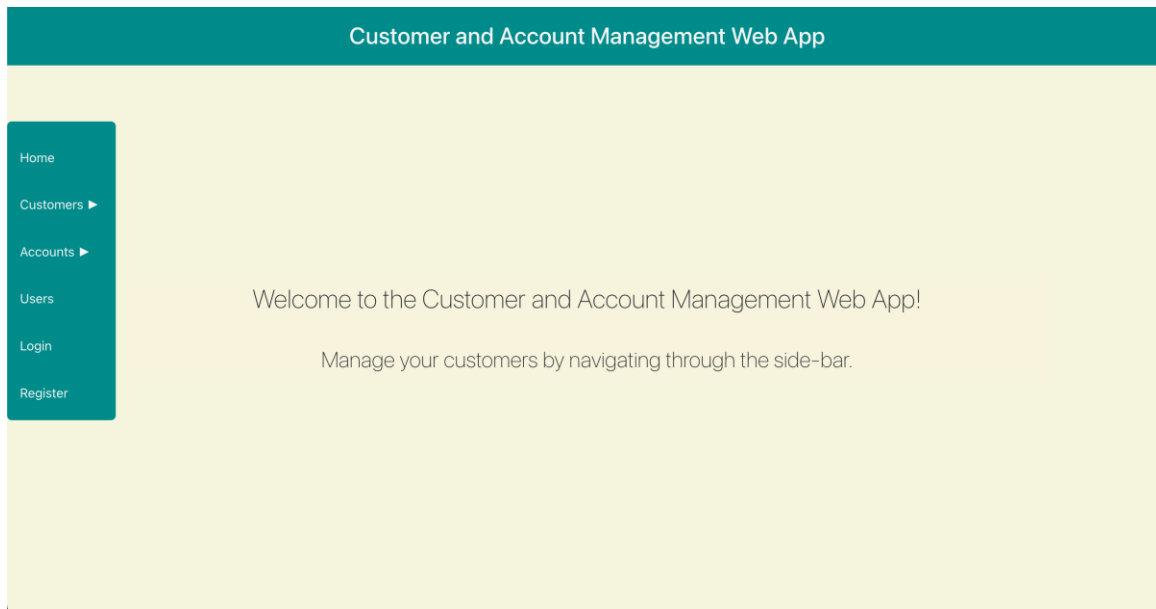 Customer and Account Management Web App
Home
Customers ►
Accounts ►
Users
Login
Register
Welcome to the Customer and Account Management Web App!
Manage your customers by navigating through the side-bar.